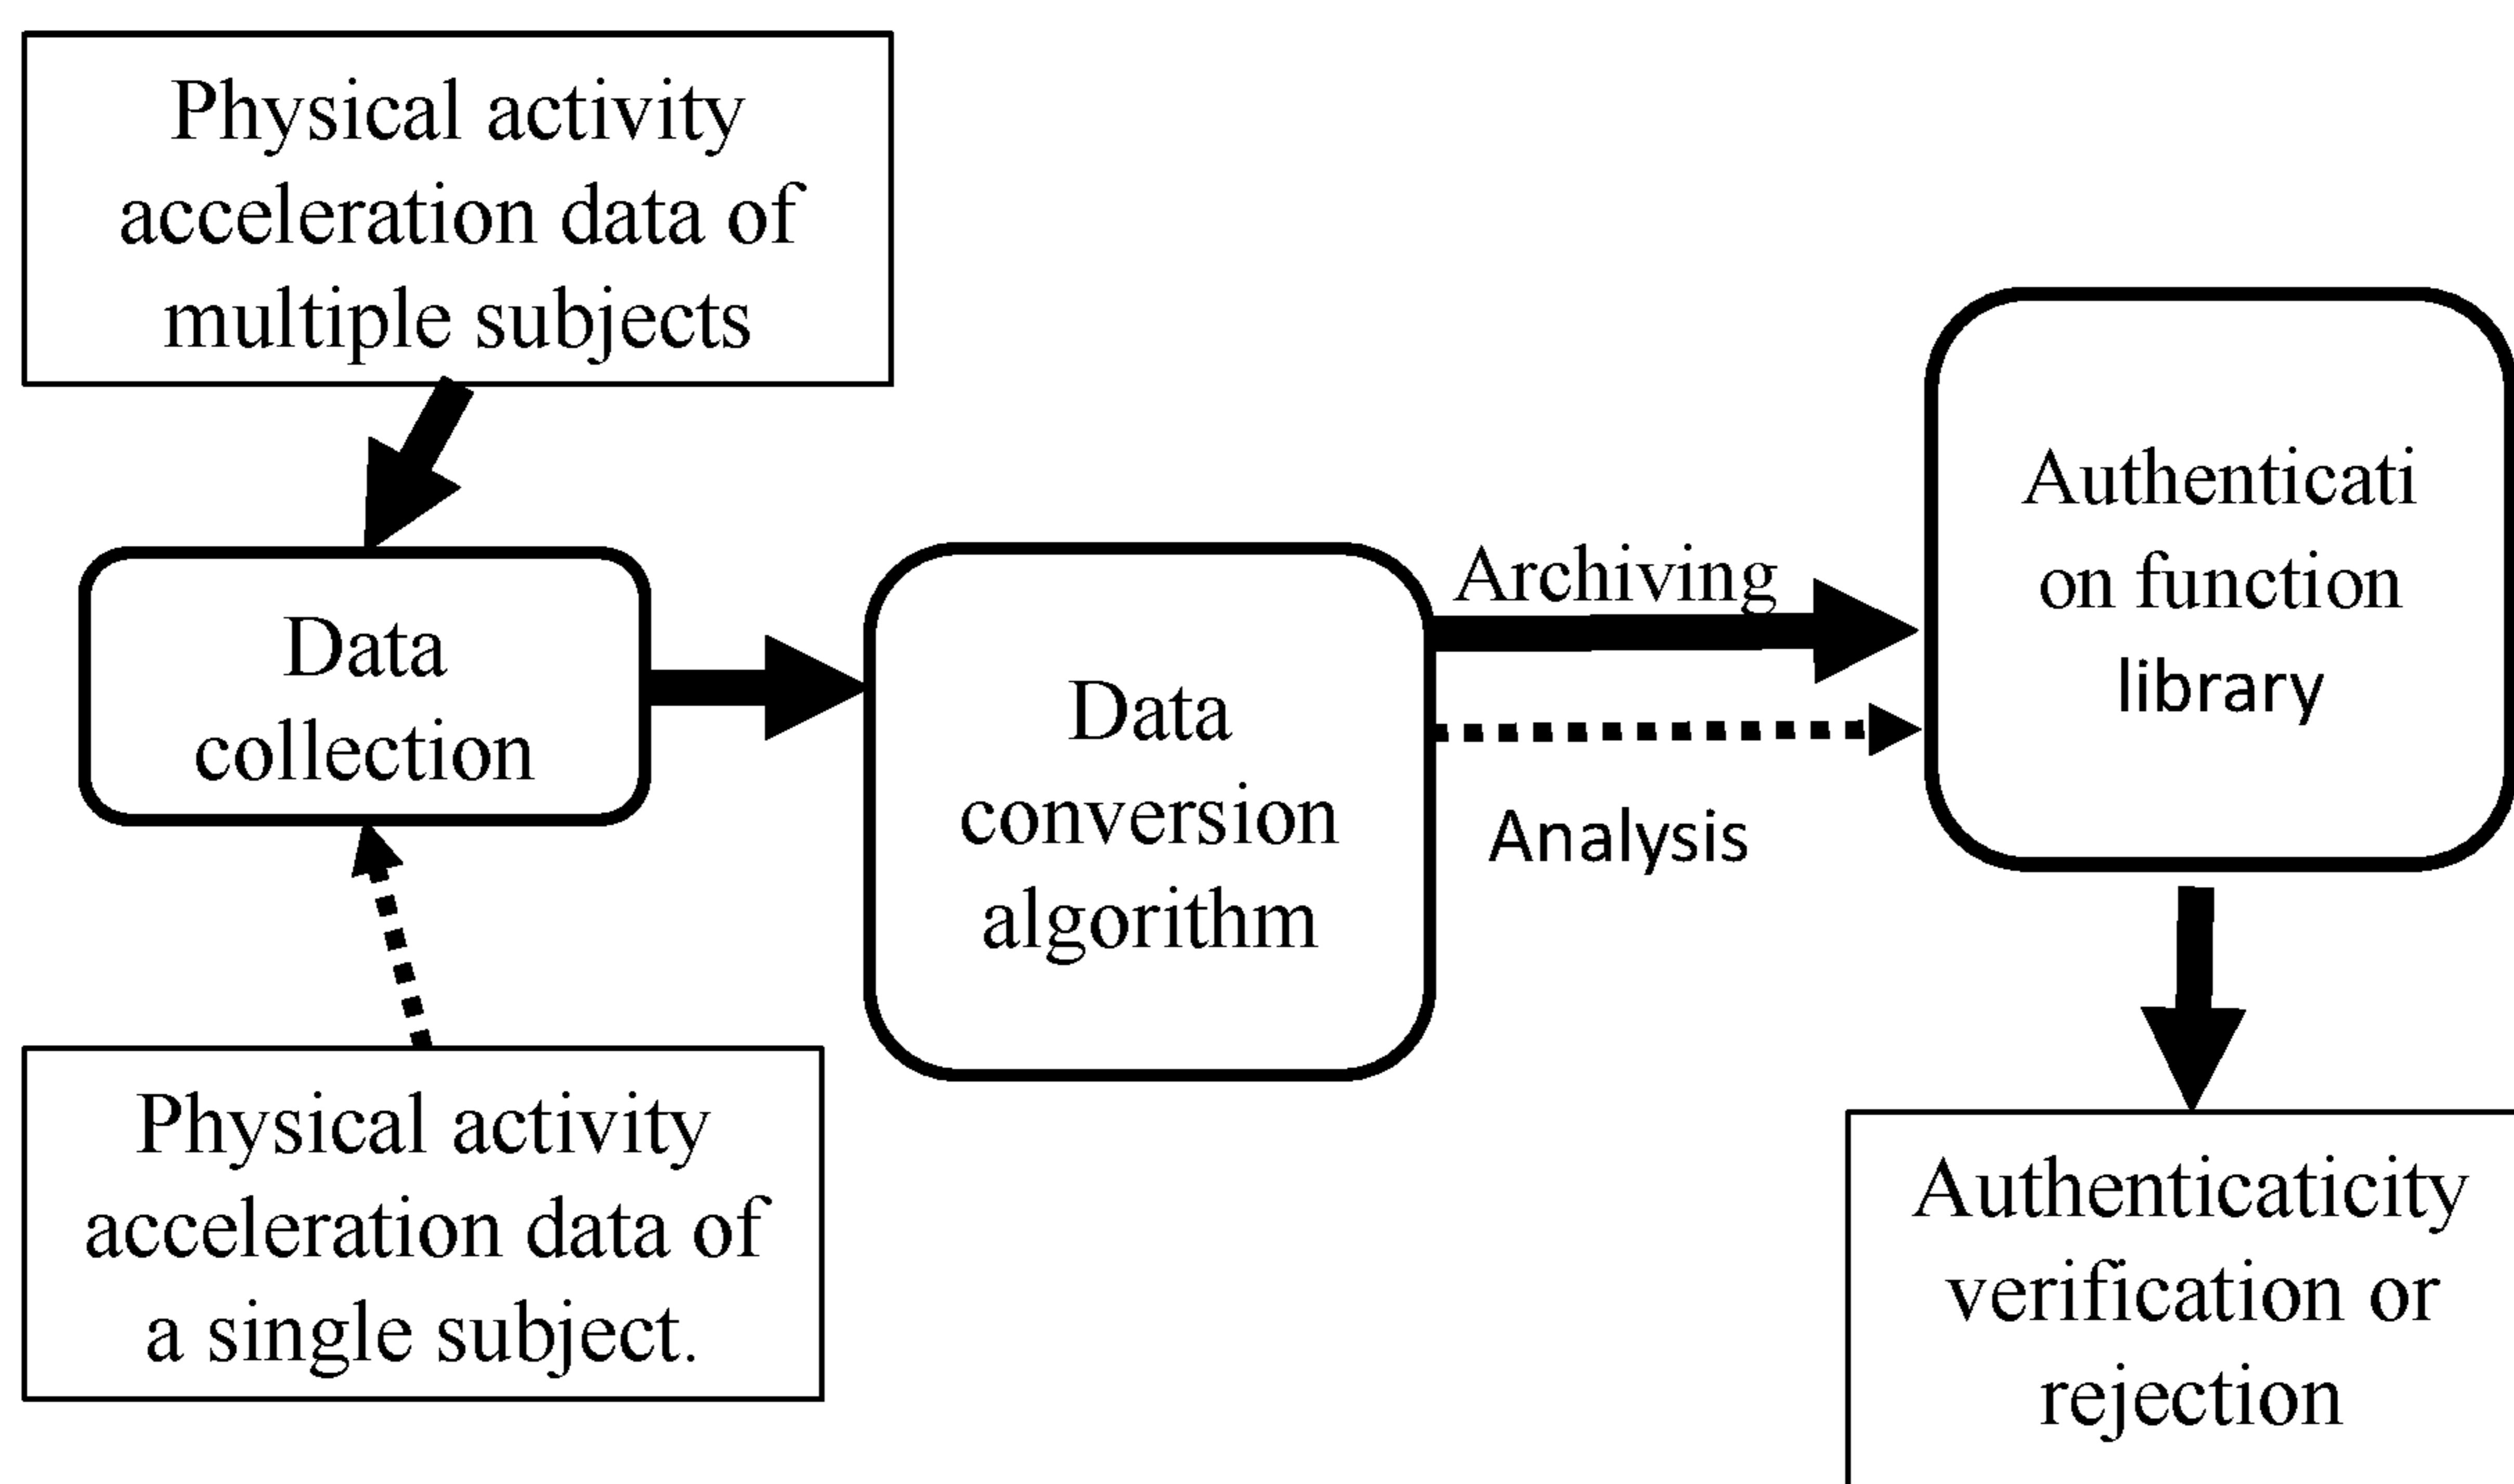 Physical activity
acceleration data of
multiple subjects
Data
collection
Physical activity
acceleration data of
a single subject.
Data
conversion
algorithm
Archiving
Analysis
Authenticati
on function
library
Authenticaticity
verification or
rejection